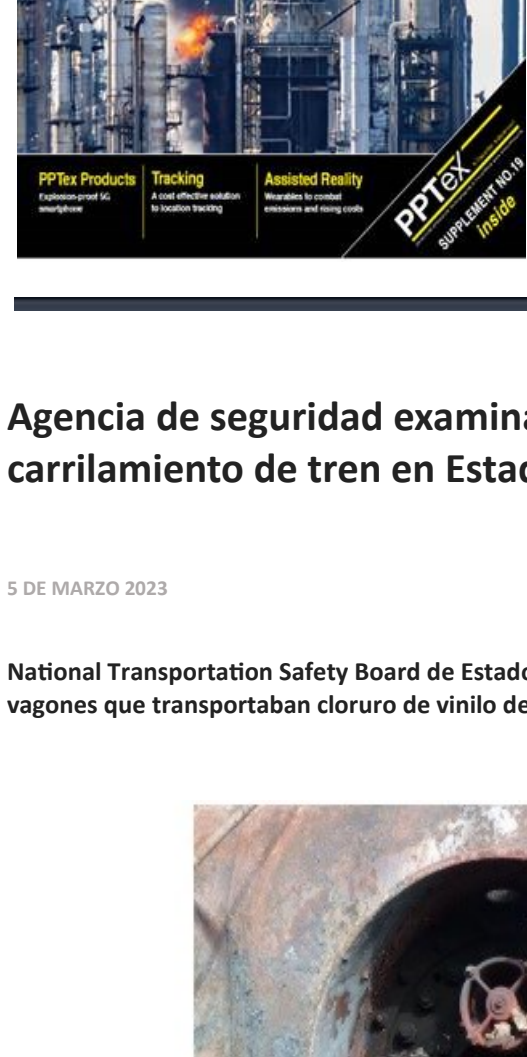 PPTex Products
Explosion-proof 5G
smartphone
Tracking
A cost effective solution
to location tracking
Assisted Reality
Wearables to combat
emissions and rising costs
PPTeX
SUPPLEMENT NO.19
inside
Agencia de seguridad examina
carrilamiento de tren en Estad
5 DE MARZO 2023
National Transportation Safety Board de Estado
vagones que transportaban cloruro de vinilo de